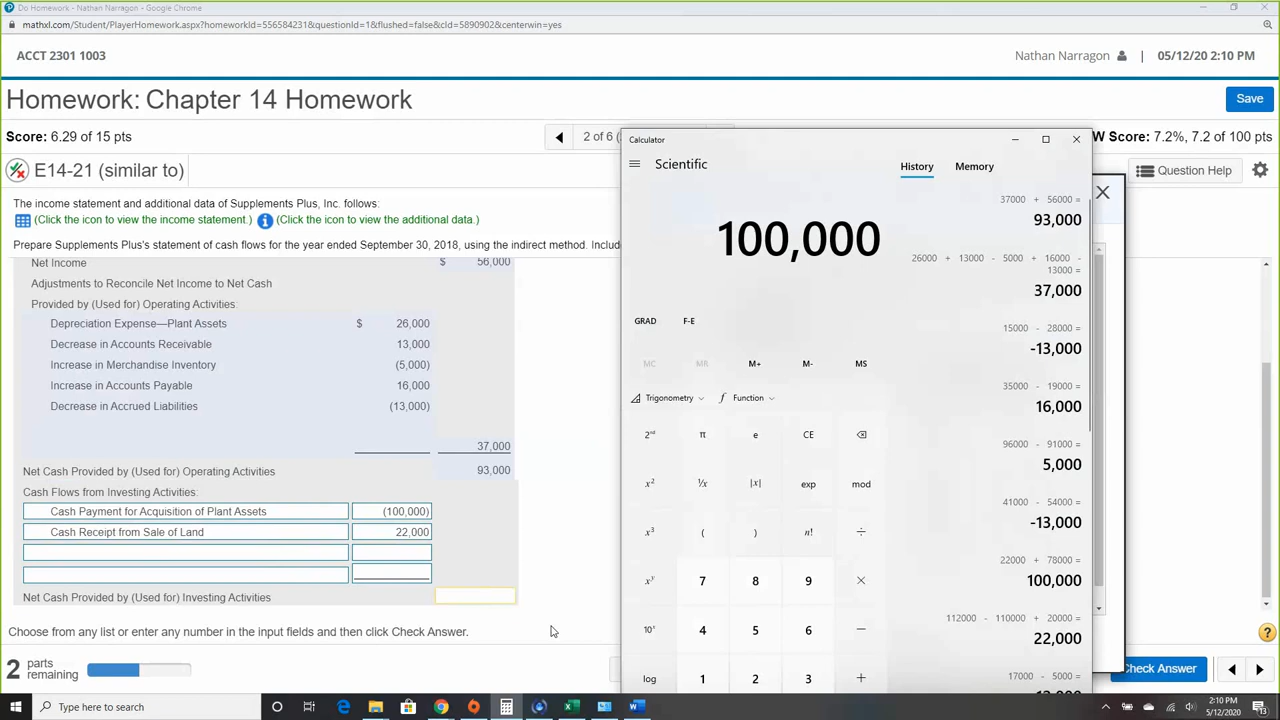 Do Homework - Nathan Narragon - Google Chrome
mathxl.com/Student/PlayerHomework.aspx?homeworkId=556584231&questionId=1&flushed=false&cId=5890902&centerwin=yes
ACCT 2301 1003
Nathan Narragon | 05/12/20 2:10 PM
Homework: Chapter 14 Homework
Save
Score: 6.29 of 15 pts
2 of 6 (
W Score: 7.2%, 7.2 of 100 pts
E14-21 (similar to)
Question Help
The income statement and additional data of Supplements Plus, Inc. follow:
(Click the icon to view the income statement.)
(Click the icon to view the additional data.)
Prepare Supplements Plus's statement of cash flows for the year ended September 30, 2018, using the indirect method. Includ
Net Income $ 56,000
Adjustments to Reconcile Net Income to Net Cash
Provided by (Used for) Operating Activities:
Depreciation Expense—Plant Assets $ 26,000
Decrease in Accounts Receivable 13,000
Increase in Merchandise Inventory (5,000)
Increase in Accounts Payable 16,000
Decrease in Accrued Liabilities (13,000)
37,000
Net Cash Provided by (Used for) Operating Activities 93,000
Cash Flows from Investing Activities:
Cash Payment for Acquisition of Plant Assets (100,000)
Cash Receipt from Sale of Land 22,000
Net Cash Provided by (Used for) Investing Activities
Choose from any list or enter any number in the input fields and then click Check Answer.
2 parts remaining
Check Answer
?
Calculator
Scientific
History Memory
100,000
GRAD F-E
MC MR M+ M- MS
Trigonometry Function
2ⁿᵈ π e CE
x² ¹/x |x| exp mod
x³ ( ) n! ÷
xʸ 7 8 9 ×
10ˣ 4 5 6 −
log 1 2 3 +
37000 + 56000 =
93,000
26000 + 13000 - 5000 + 16000 -
13000 =
37,000
15000 - 28000 =
-13,000
35000 - 19000 =
16,000
96000 - 91000 =
5,000
41000 - 54000 =
-13,000
22000 + 78000 =
100,000
112000 - 110000 + 20000 =
22,000
17000 - 5000 =
Type here to search
2:10 PM
5/12/2020